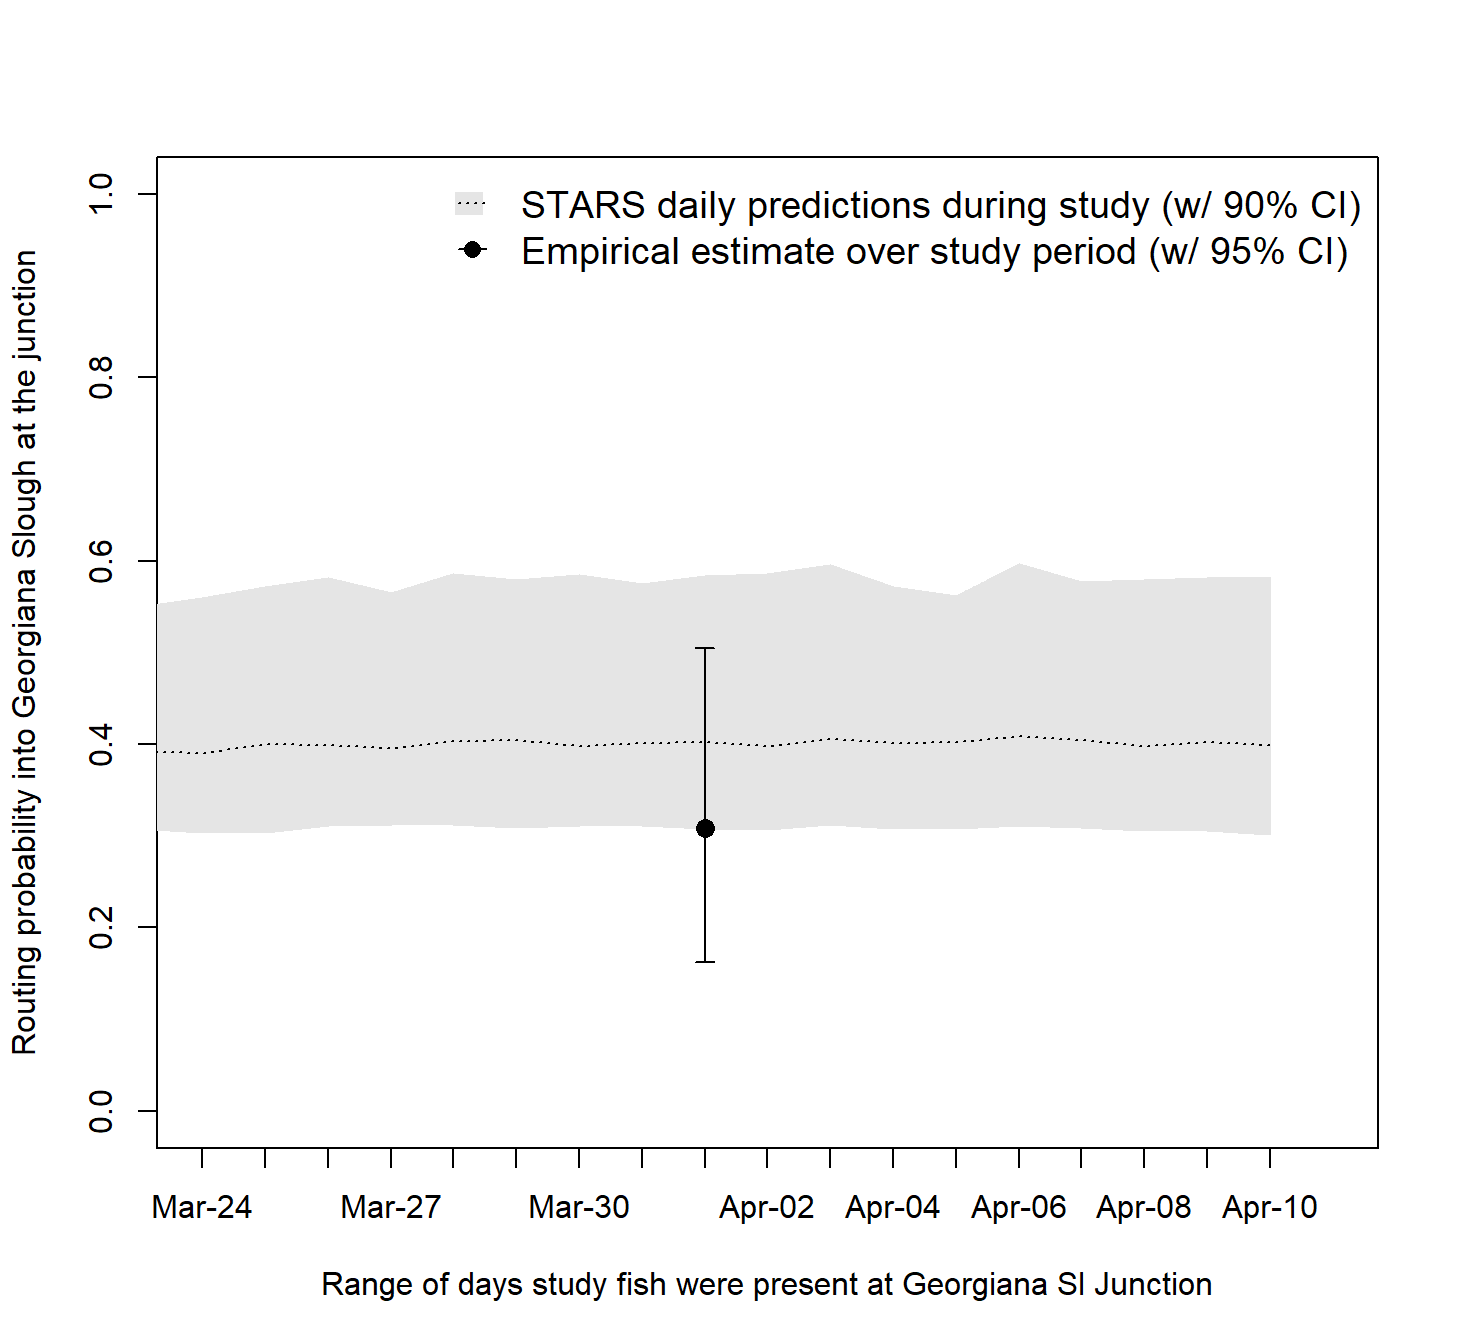 STARS daily predictions during study (w/ 90% CI)
Empirical estimate over study period (w/ 95% CI)
Routing probability into Georgiana Slough at the junction
1.0
0.8
0.6
0.4
0.2
0.0
Mar-24 Mar-27 Mar-30 Apr-02 Apr-04 Apr-06 Apr-08 Apr-10
Range of days study fish were present at Georgiana Sl Junction